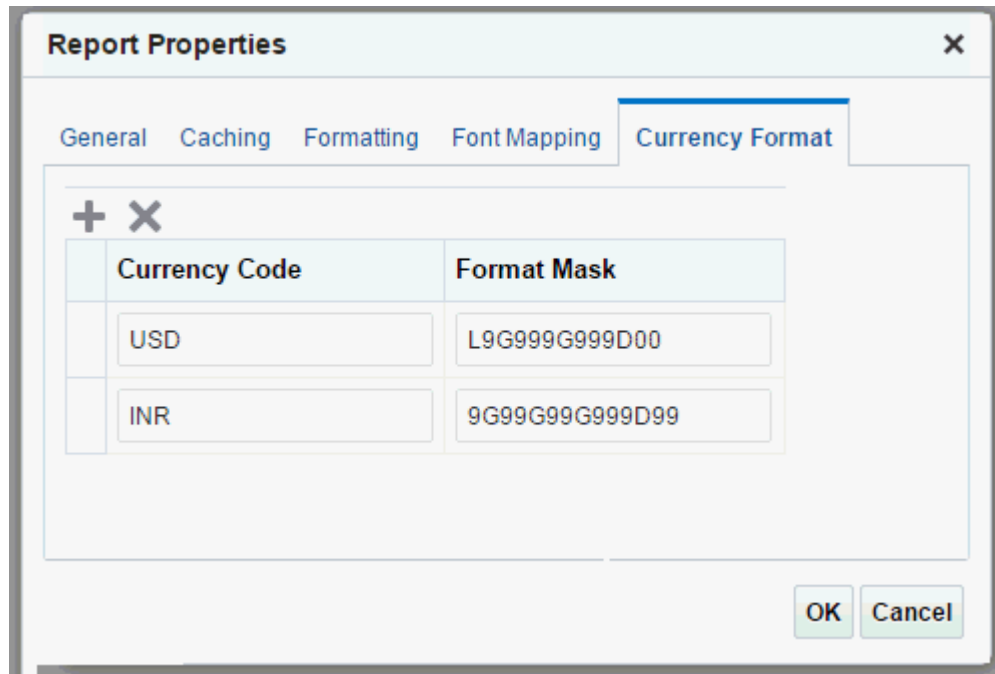 Report Properties
General Caching Formatting Font Mapping Currency Format
Currency Code Format Mask
USD L9G999G999D00
INR 9G99G99G999D99
OK Cancel